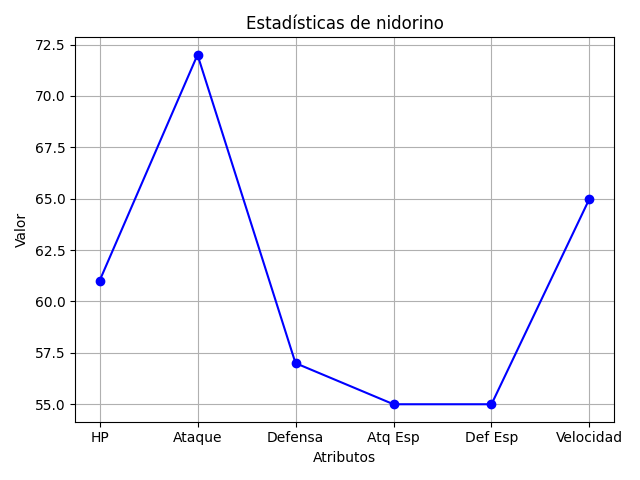 Estadísticas de nidorino
Valor
72.5
70.0
67.5
65.0
62.5
60.0
57.5
55.0
HP Ataque Defensa Atq Esp Def Esp Velocidad
Atributos